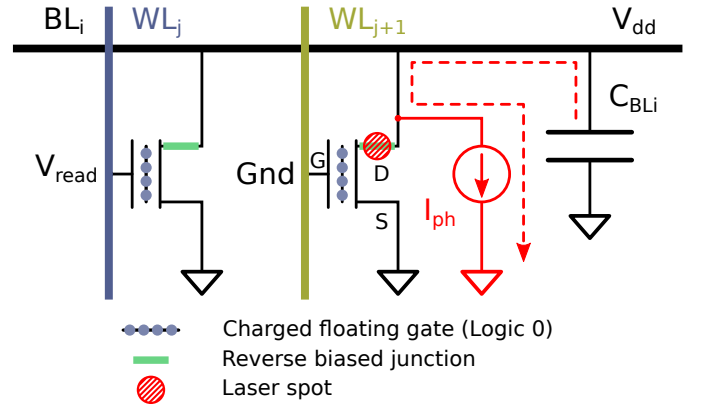 BLi WLj WLj+1 Vdd
CBLi
Vread Gnd G D
S
Iph
Charged floating gate (Logic 0)
Reverse biased junction
Laser spot